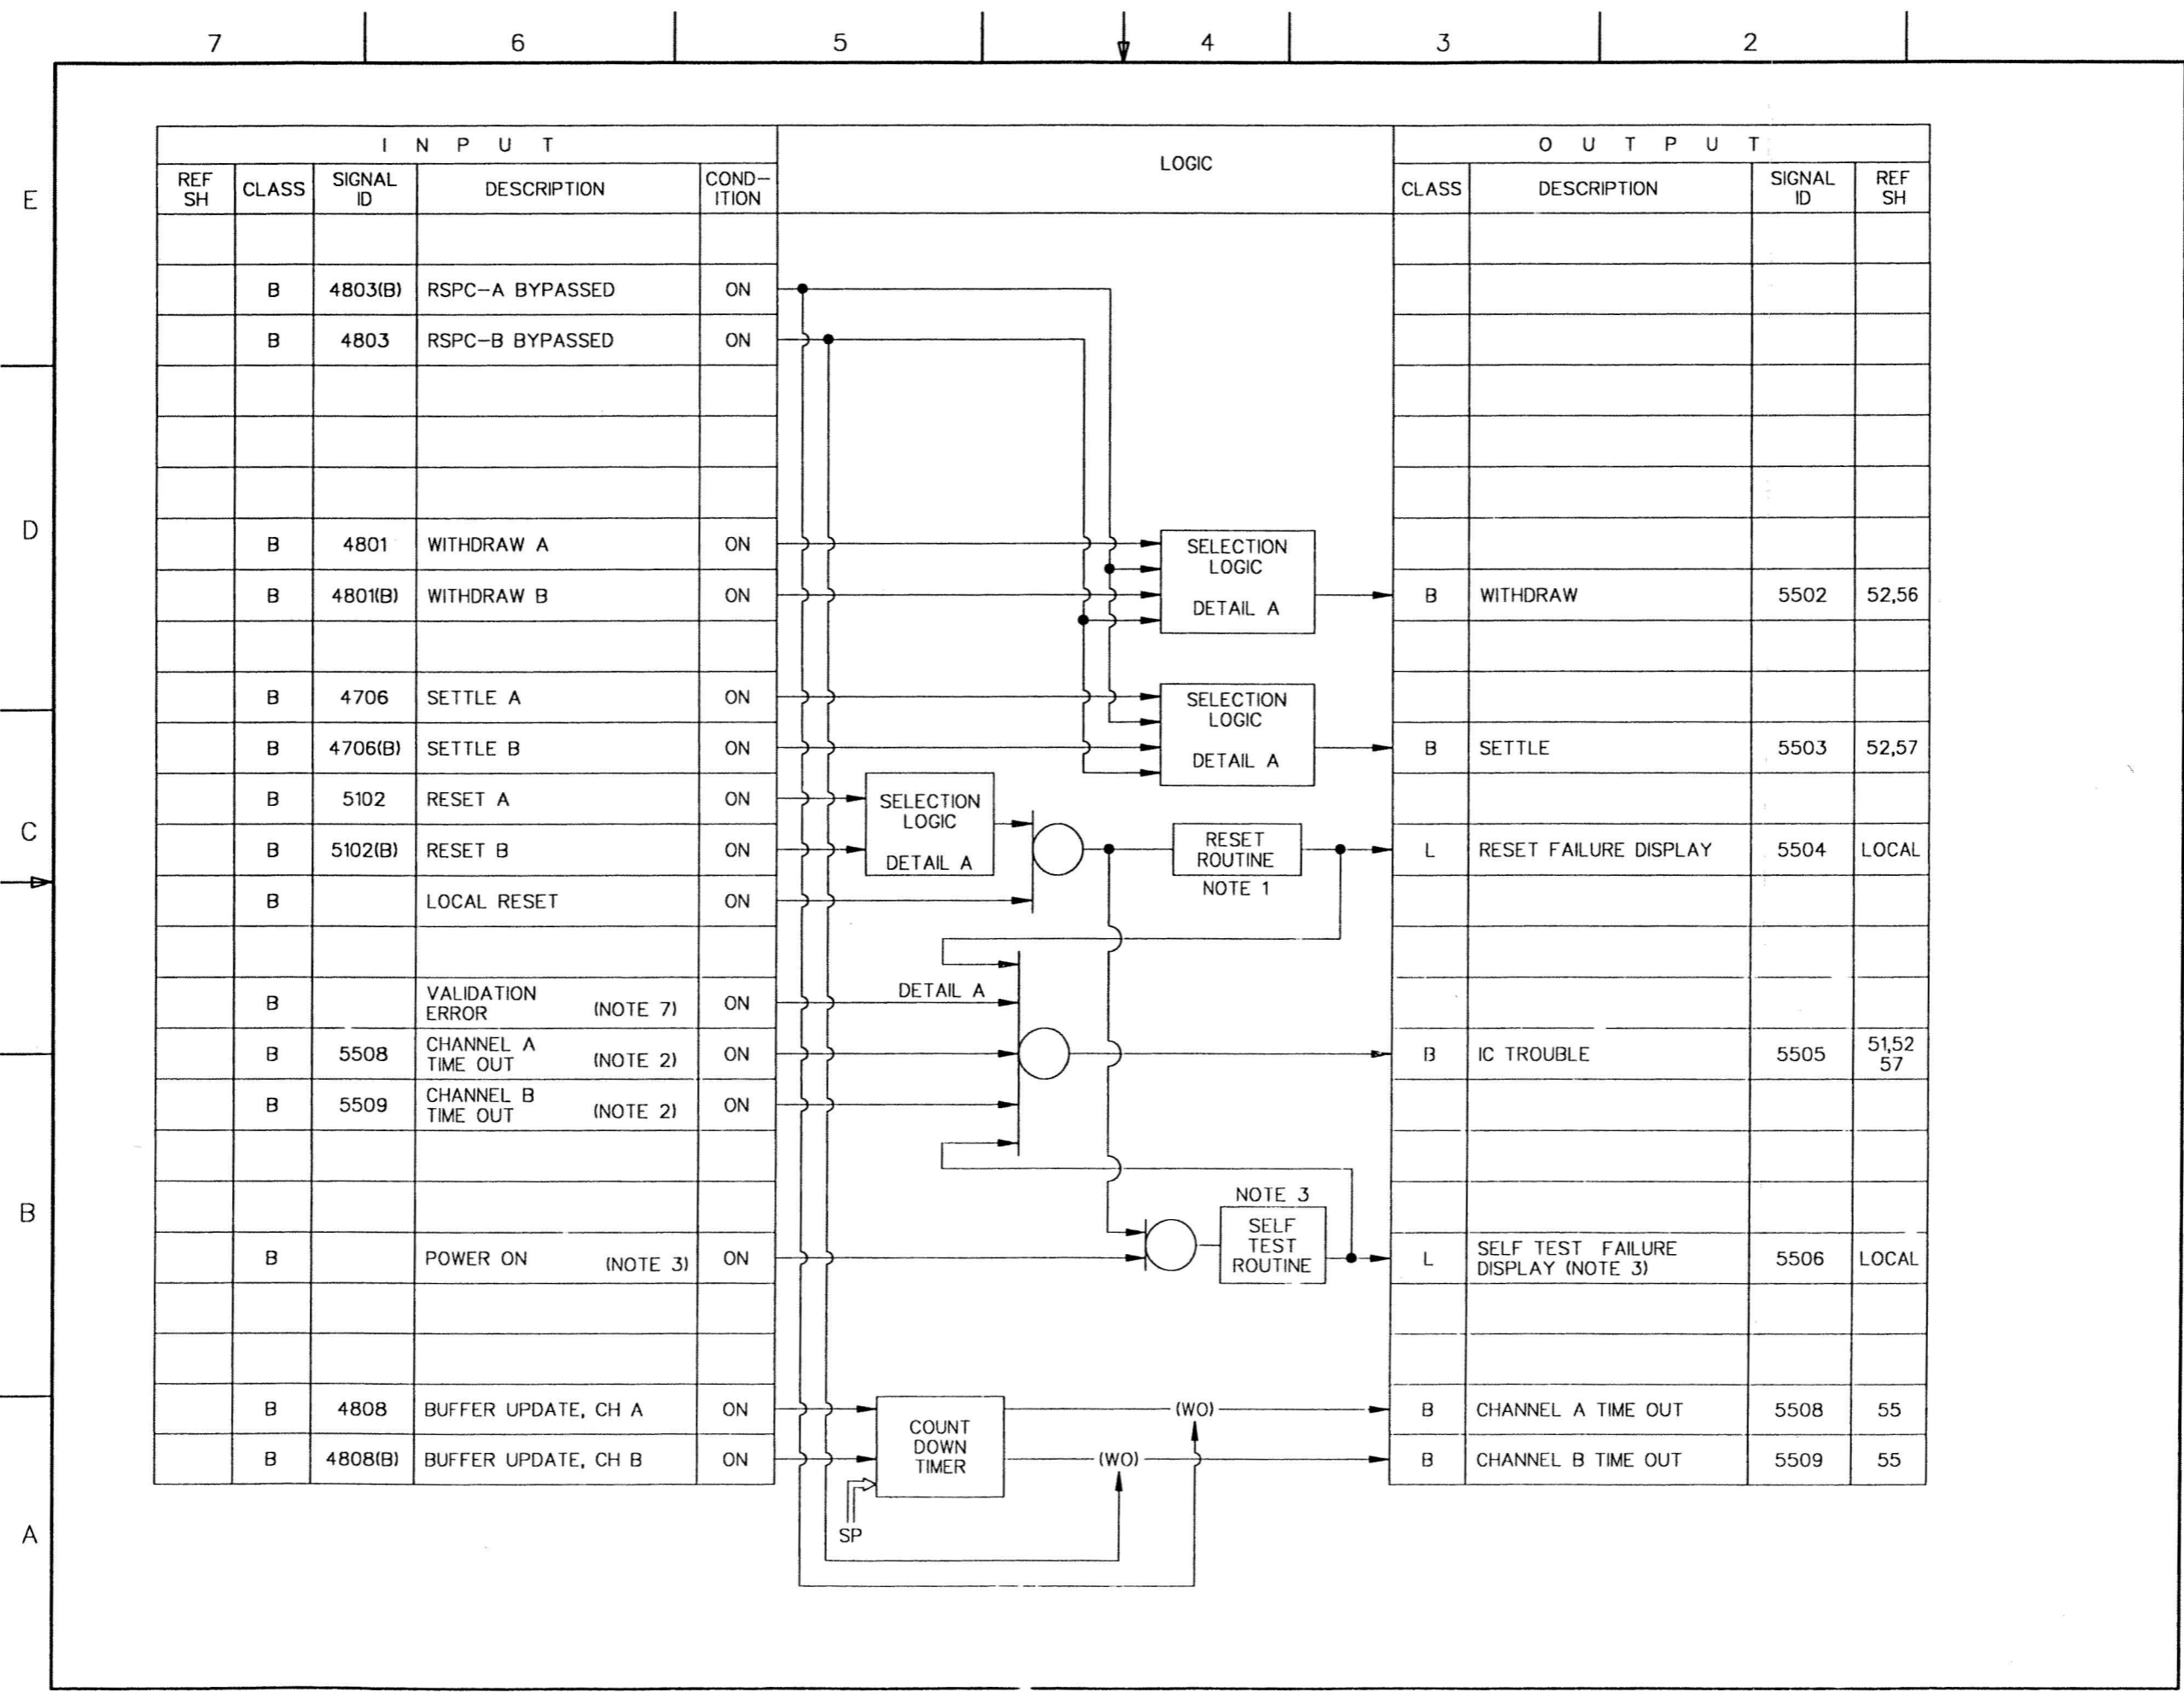 7 6 5 4 3 2
I N P U T
LOGIC
O U T P U T
REF SH CLASS SIGNAL ID DESCRIPTION COND-ITION
CLASS DESCRIPTION SIGNAL ID REF SH
E
B 4803(B) RSPC-A BYPASSED ON
B 4803 RSPC-B BYPASSED ON
D
B 4801 WITHDRAW A ON
SELECTION
LOGIC
DETAIL A
B 4801(B) WITHDRAW B ON
B WITHDRAW 5502 52,56
B 4706 SETTLE A ON
SELECTION
LOGIC
DETAIL A
B 4706(B) SETTLE B ON
B SETTLE 5503 52,57
B 5102 RESET A ON
SELECTION
LOGIC
DETAIL A
C
B 5102(B) RESET B ON
RESET
ROUTINE
NOTE 1
L RESET FAILURE DISPLAY 5504 LOCAL
B LOCAL RESET ON
B VALIDATION
ERROR (NOTE 7) ON
DETAIL A
B 5508 CHANNEL A
TIME OUT (NOTE 2) ON
B IC TROUBLE 5505 51,52
57
B 5509 CHANNEL B
TIME OUT (NOTE 2) ON
B
NOTE 3
SELF
TEST
ROUTINE
B POWER ON (NOTE 3) ON
L SELF TEST FAILURE
DISPLAY (NOTE 3) 5506 LOCAL
B 4808 BUFFER UPDATE, CH A ON
COUNT
DOWN
TIMER
(WO)
B CHANNEL A TIME OUT 5508 55
B 4808(B) BUFFER UPDATE, CH B ON
(WO)
B CHANNEL B TIME OUT 5509 55
SP
A